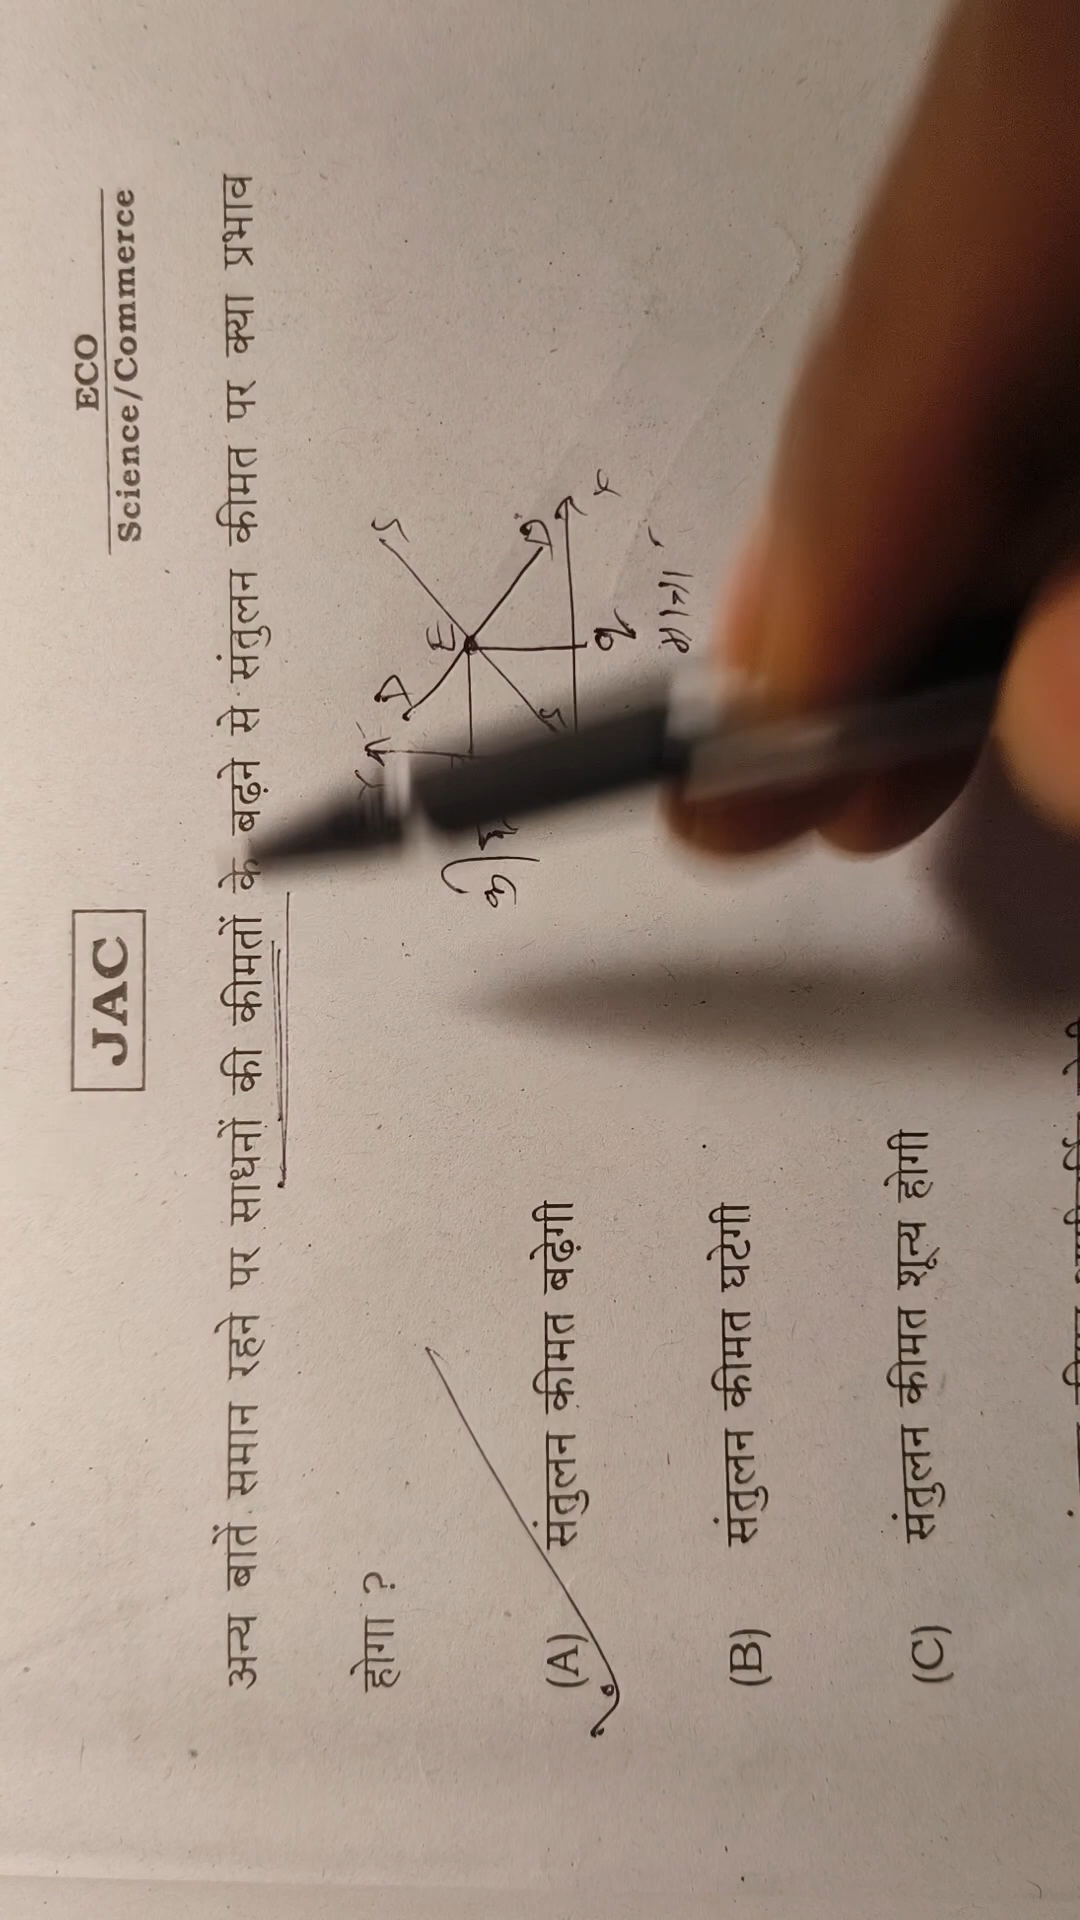 JAC
ECO
Science/Commerce
अन्य बातें समान रहने पर साधनों की कीमतों के बढ़ने से संतुलन कीमत पर क्या प्रभाव
होगा ?
Y
D
S
E
D
S
X
q
(A) संतुलन कीमत बढ़ेगी
(B) संतुलन कीमत घटेगी
(C) संतुलन कीमत शून्य होगी